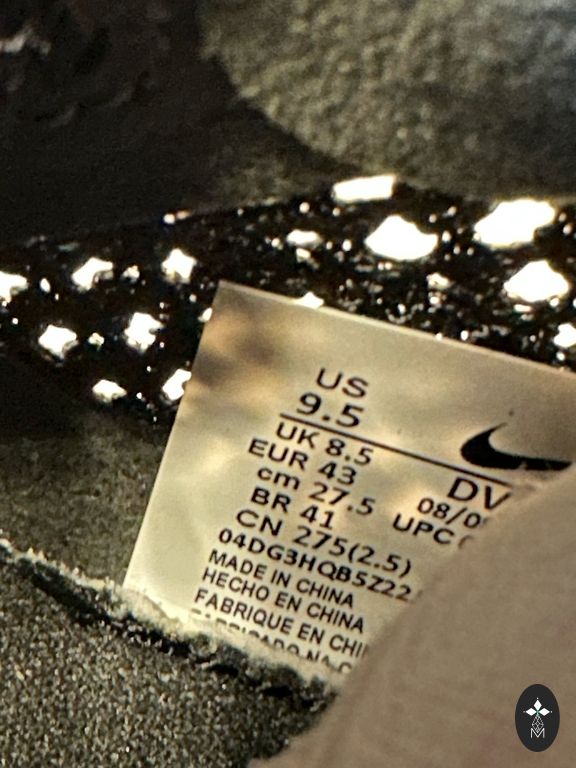 US
9.5
UK 8.5
EUR 43
cm 27.5
BR 41
CN 275(2.5)
04DG3HQB5Z22
MADE IN CHINA
HECHO EN CHINA
FABRIQUE EN CHI
DV
08/0
UPC
M